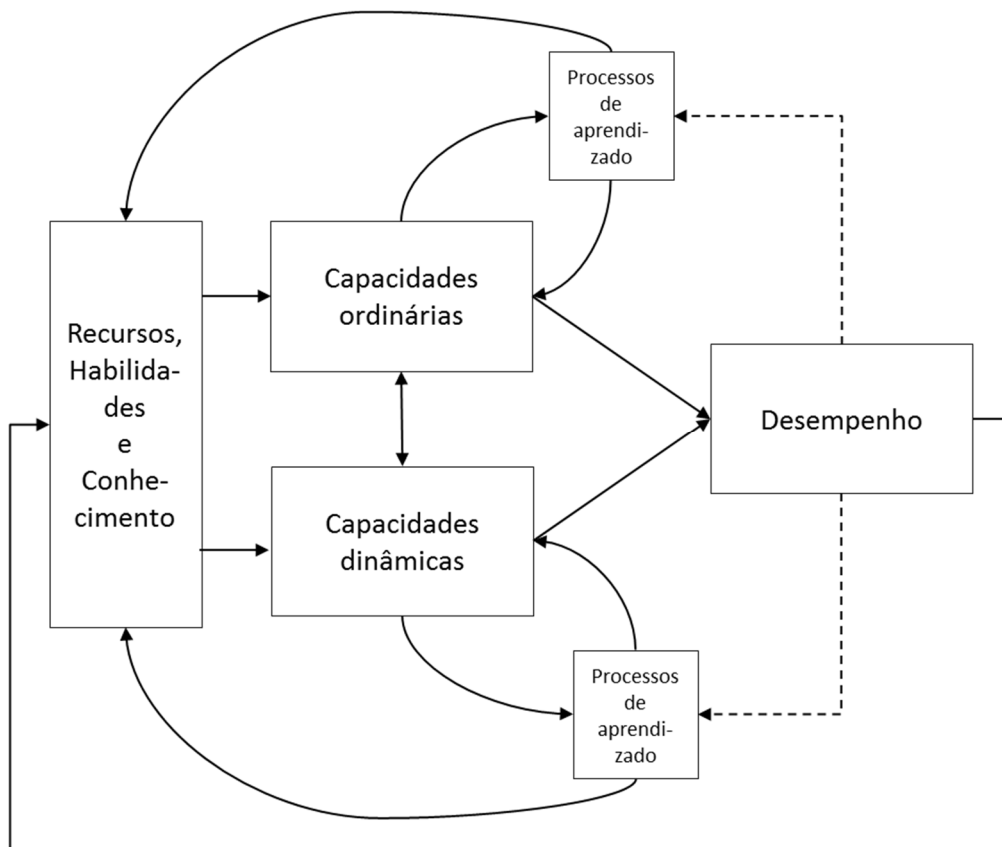 Processos
de
aprendi-
zado
Capacidades
ordinárias
Recursos,
Habilida-
des
e
Conhe-
cimento
Desempenho
Capacidades
dinâmicas
Processos
de
aprendi-
zado